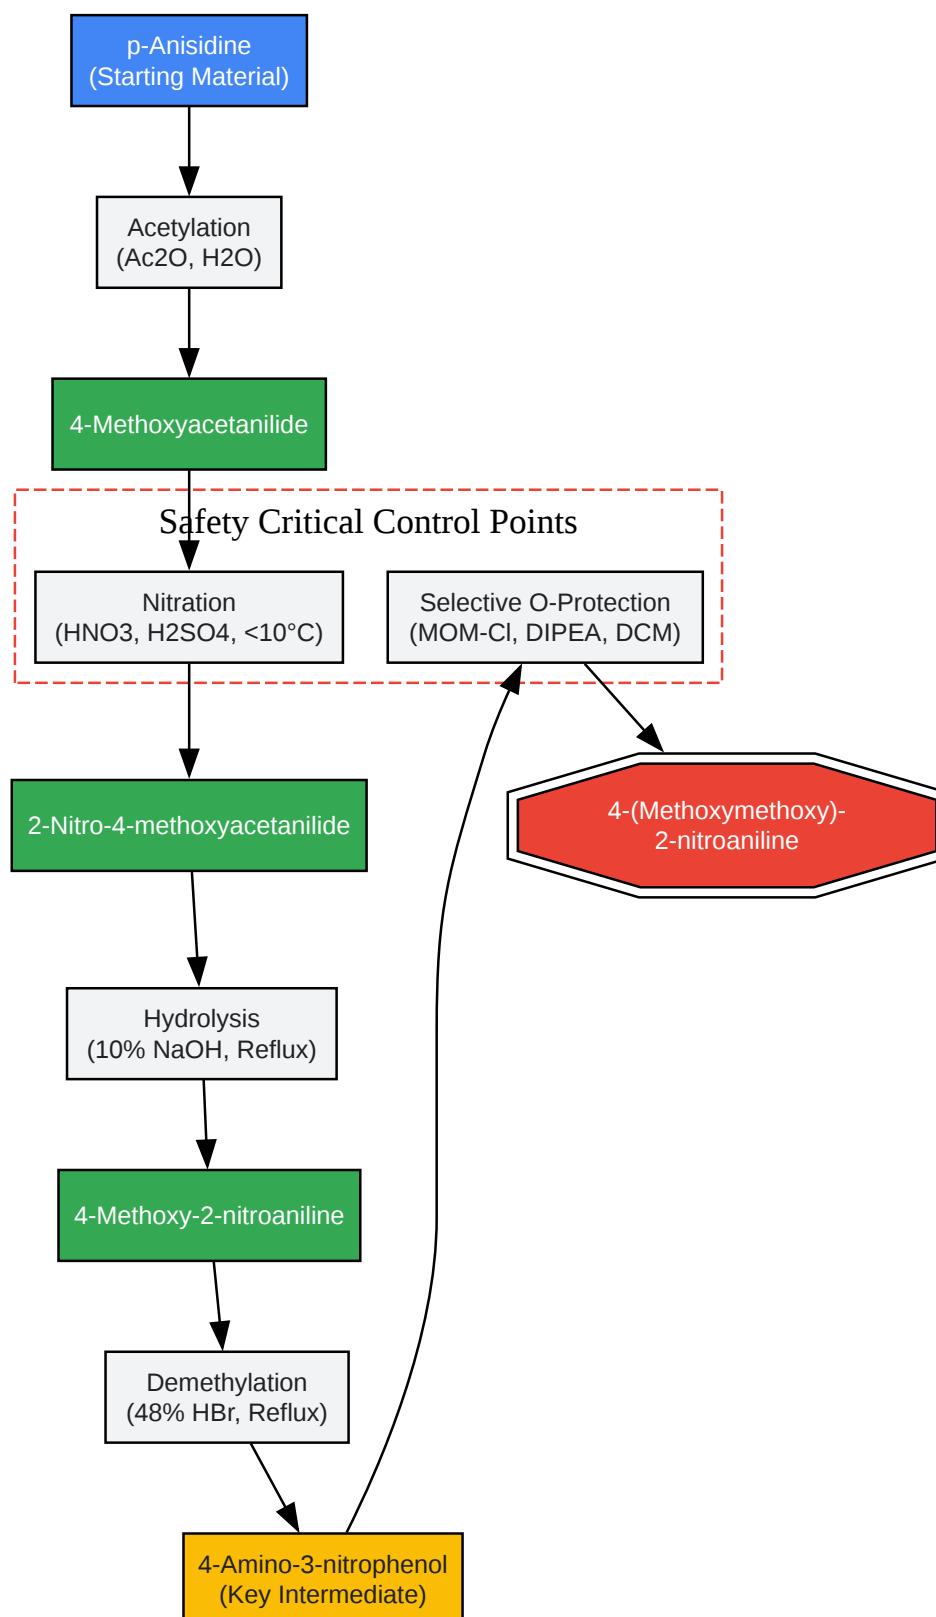 p-Anisidine
(Starting Material)
Acetylation
(Ac2O, H2O)
4-Methoxyacetanilide
Safety Critical Control Points
Nitration
(HNO3, H2SO4, <10°C)
Selective O-Protection
(MOM-Cl, DIPEA, DCM)
2-Nitro-4-methoxyacetanilide
4-(Methoxymethoxy)-
2-nitroaniline
Hydrolysis
(10% NaOH, Reflux)
4-Methoxy-2-nitroaniline
Demethylation
(48% HBr, Reflux)
4-Amino-3-nitrophenol
(Key Intermediate)